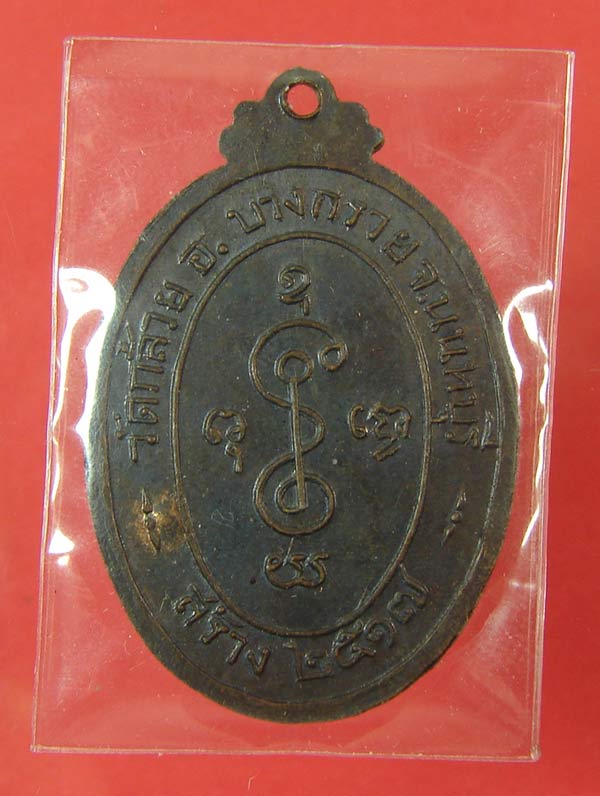 วัดกล้วย อ. บางกรวย จ.นนทบุรี
สร้าง ๒๕๑๗